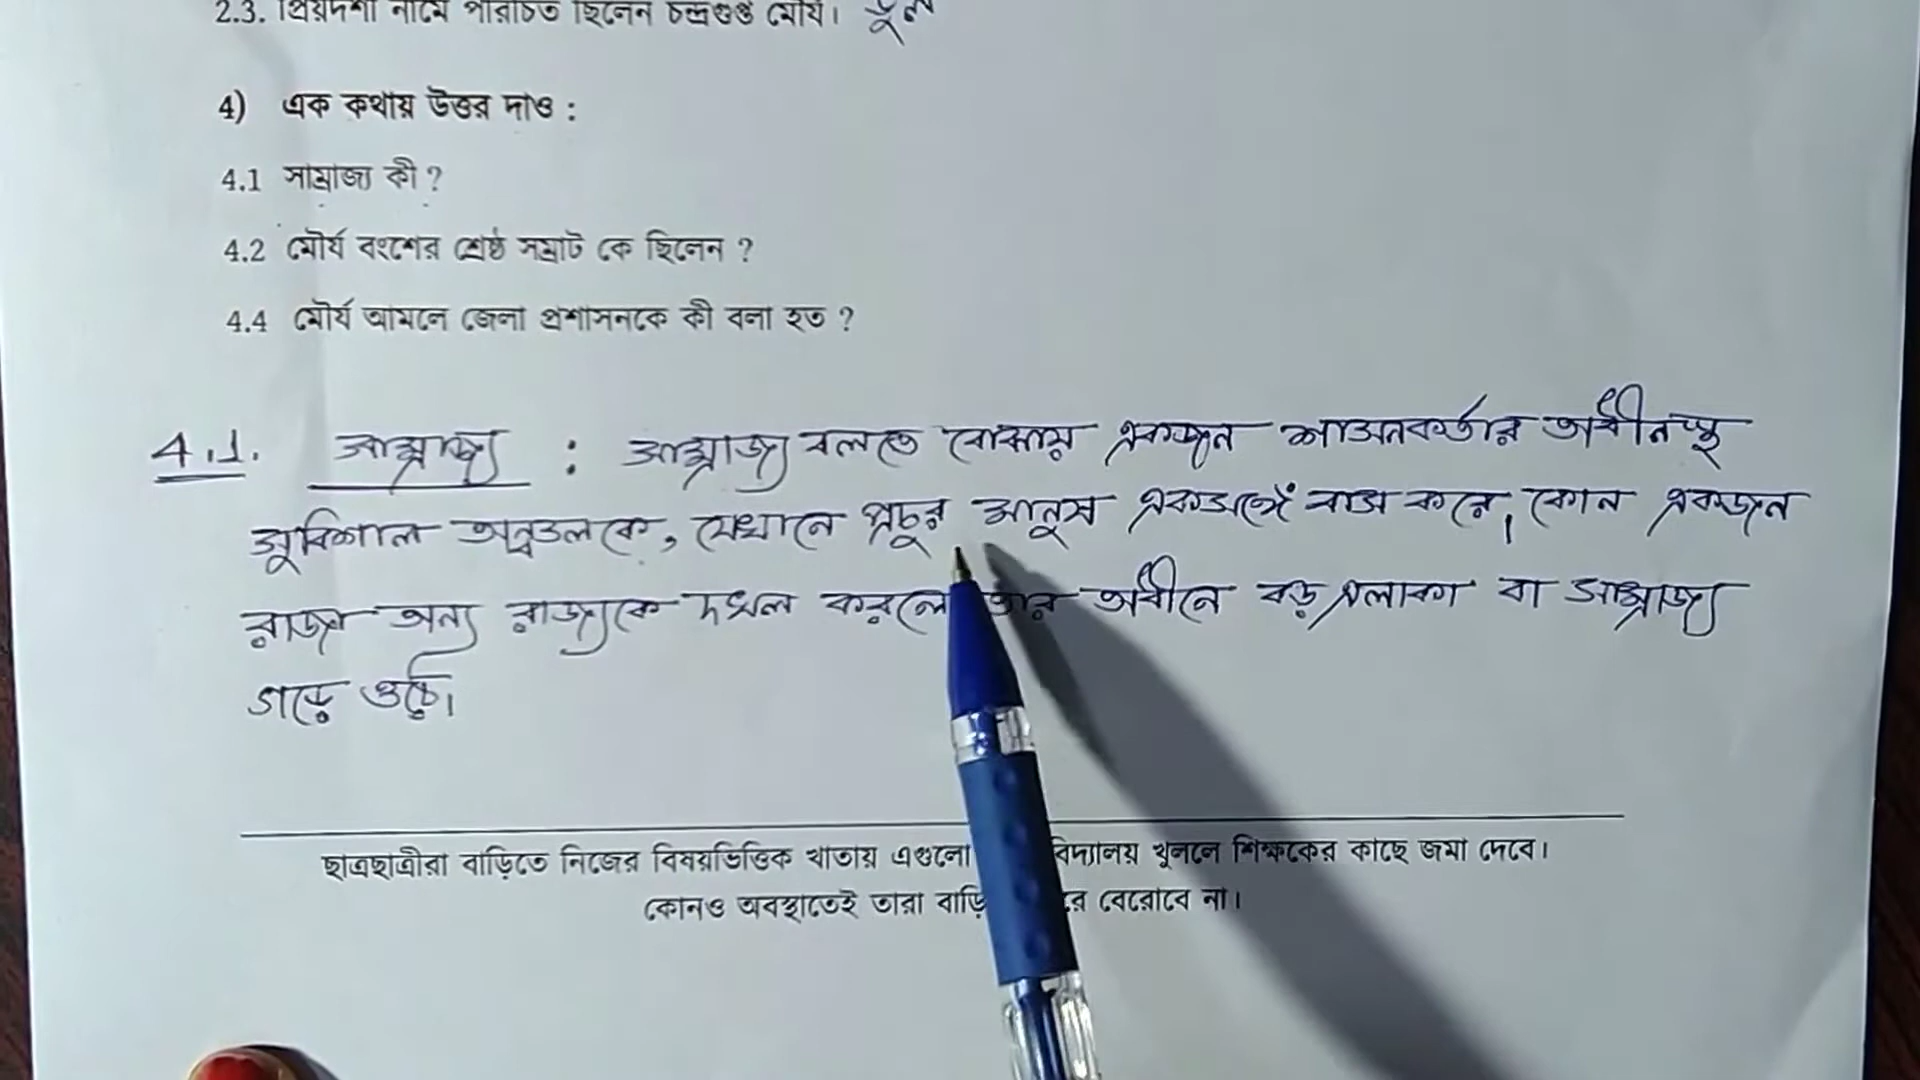 2.3. প্রিয়দর্শী নামে পরিচিত ছিলেন চন্দ্রগুপ্ত মৌর্য। ভুল
4) এক কথায় উত্তর দাও :
4.1 সাম্রাজ্য কী ?
4.2 মৌর্য বংশের শ্রেষ্ঠ সম্রাট কে ছিলেন ?
4.4 মৌর্য আমলে জেলা প্রশাসনকে কী বলা হত ?
4.1. সাম্রাজ্য : সাম্রাজ্য বলতে বোঝায় একজন শাসনকর্তার অধীনস্থ
সুবিশাল অঞ্চলকে, যেখানে প্রচুর মানুষ একসঙ্গে বাস করে। কোন একজন
রাজা অন্য রাজ্যকে দখল করলে তার অধীনে বড় এলাকা বা সাম্রাজ্য
গড়ে ওঠে।
ছাত্রছাত্রীরা বাড়িতে নিজের বিষয়ভিত্তিক খাতায় এগুলো বিদ্যালয় খুললে শিক্ষকের কাছে জমা দেবে।
কোনও অবস্থাতেই তারা বাড়ি রে বেরোবে না।